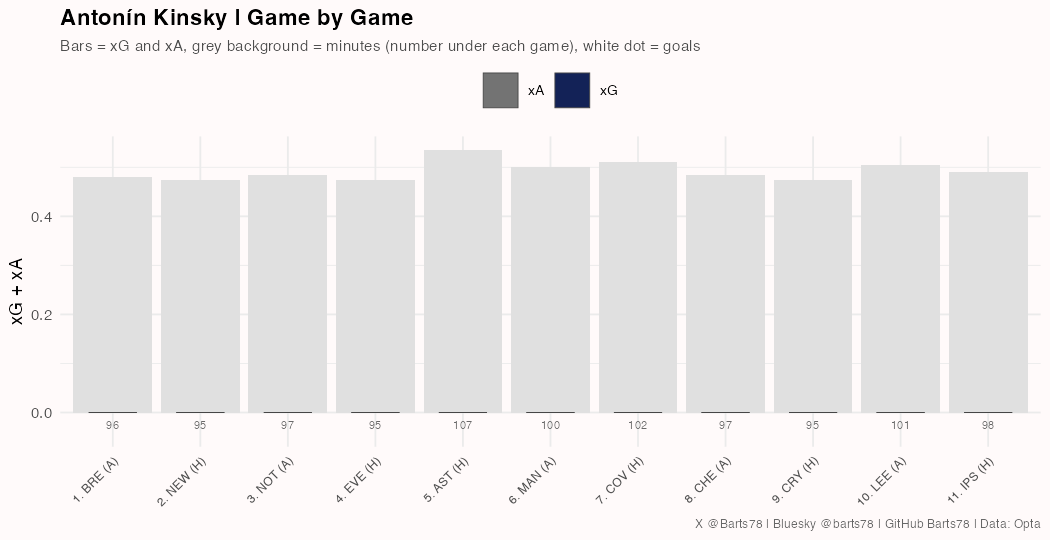 Antonín Kinsky | Game by Game
Bars = xG and xA, grey background = minutes (number under each game), white dot = goals
xA xG
xG + xA
0.4
0.2
0.0
96 95 97 95 107 100 102 97 95 101 98
1. BRE (A) 2. NEW (H) 3. NOT (A) 4. EVE (H) 5. AST (H) 6. MAN (A) 7. COV (H) 8. CHE (A) 9. CRY (H) 10. LEE (A) 11. IPS (H)
X @Barts78 | Bluesky @barts78 | GitHub Barts78 | Data: Opta